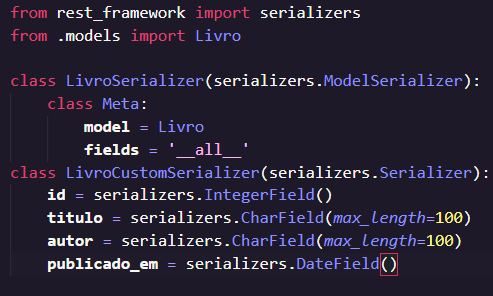 from rest_framework import serializers
from .models import Livro

class LivroSerializer(serializers.ModelSerializer):
    class Meta:
        model = Livro
        fields = '__all__'
class LivroCustomSerializer(serializers.Serializer):
    id = serializers.IntegerField()
    titulo = serializers.CharField(max_length=100)
    autor = serializers.CharField(max_length=100)
    publicado_em = serializers.DateField()